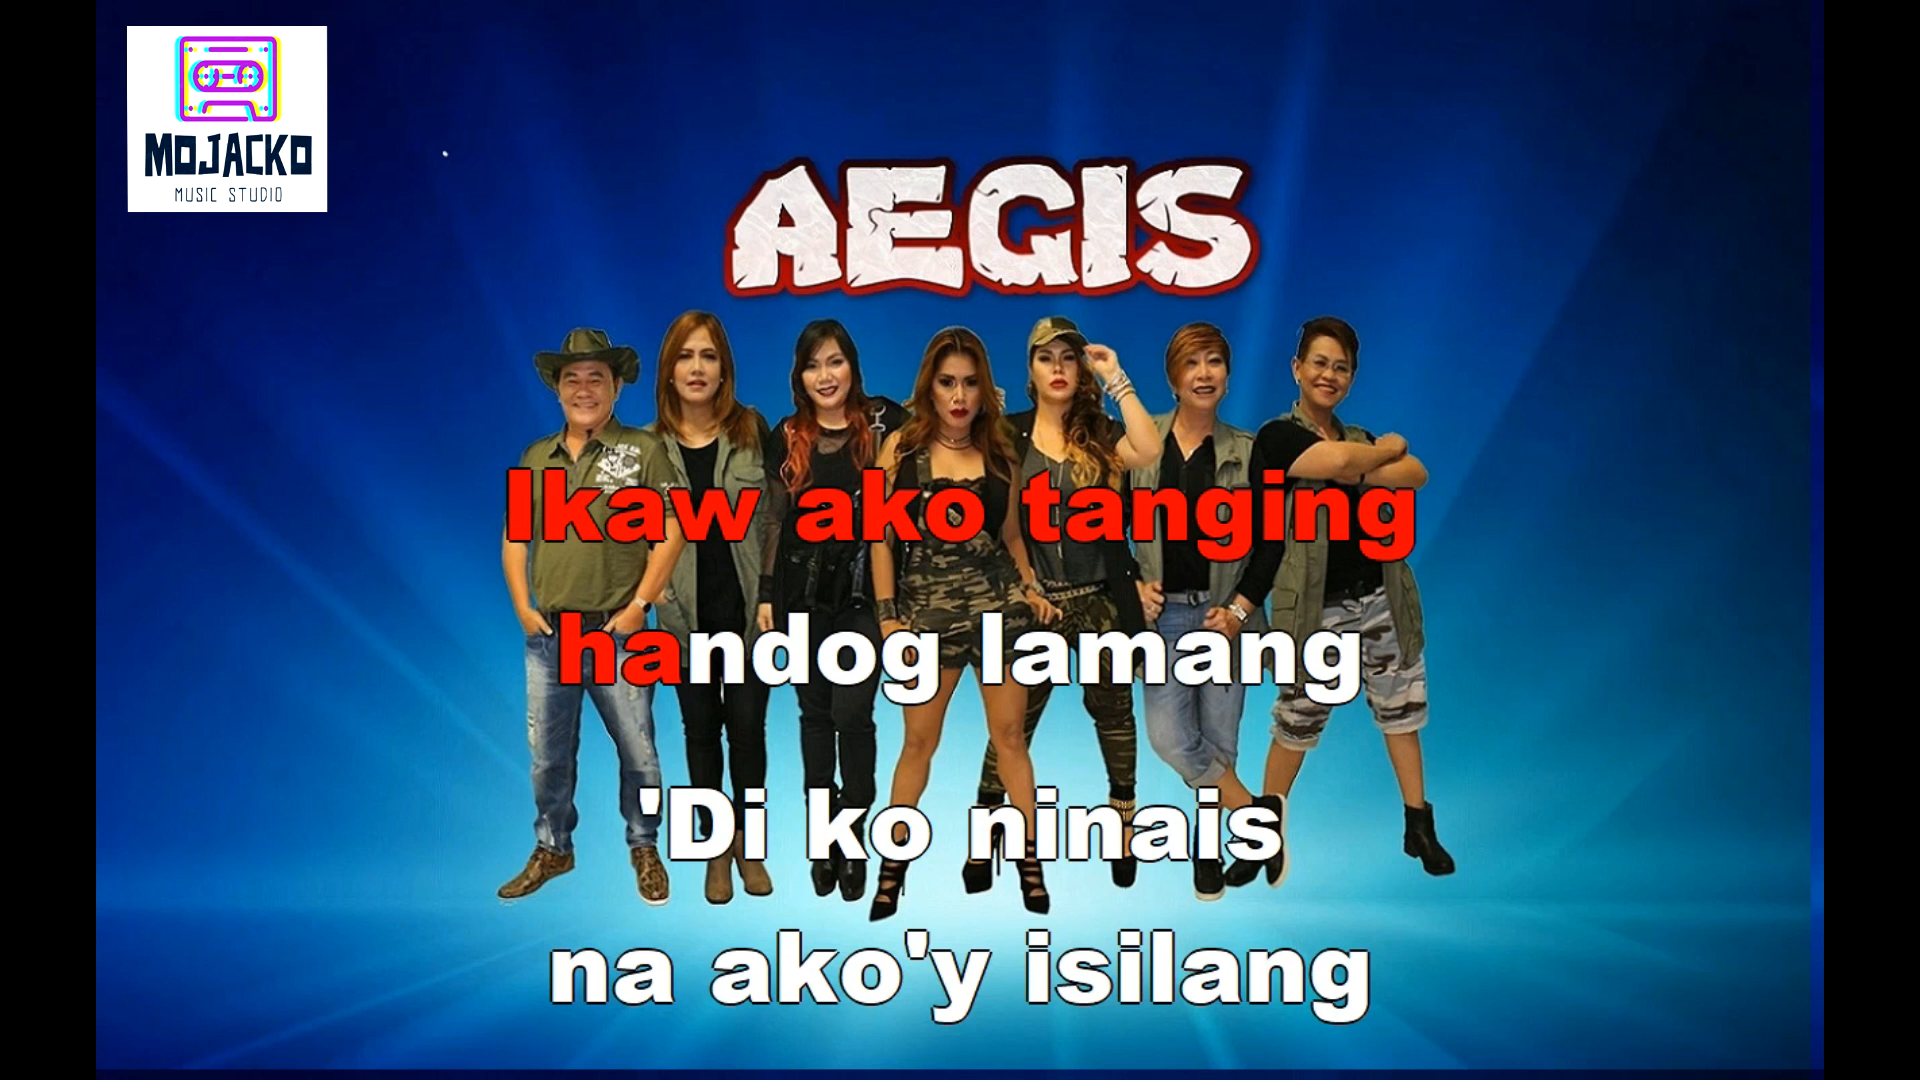 MOJACKO
MUSIC STUDIO
AEGIS
Ikaw ako tanging
handog lamang
'Di ko ninais
na ako'y isilang